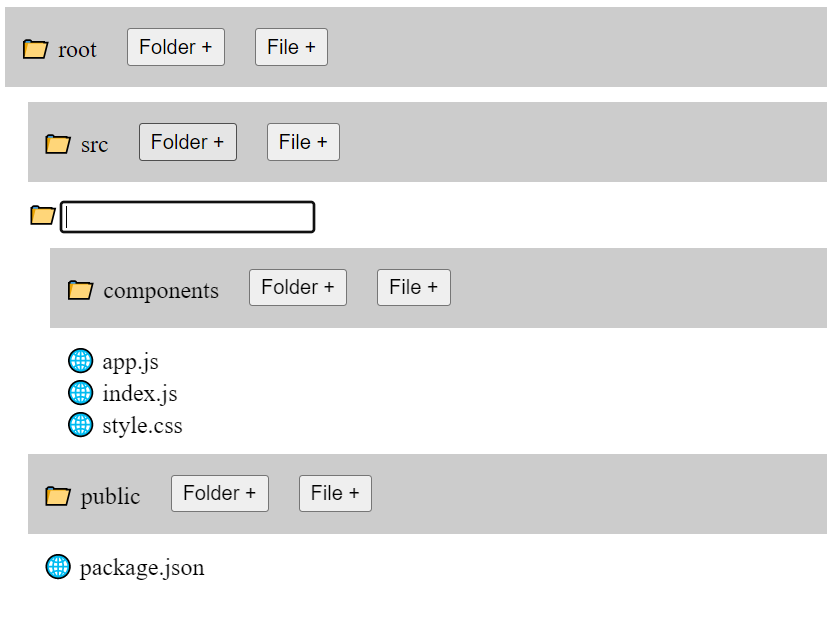 root Folder + File +
src Folder + File +
components Folder + File +
app.js
index.js
style.css
public Folder + File +
package.json